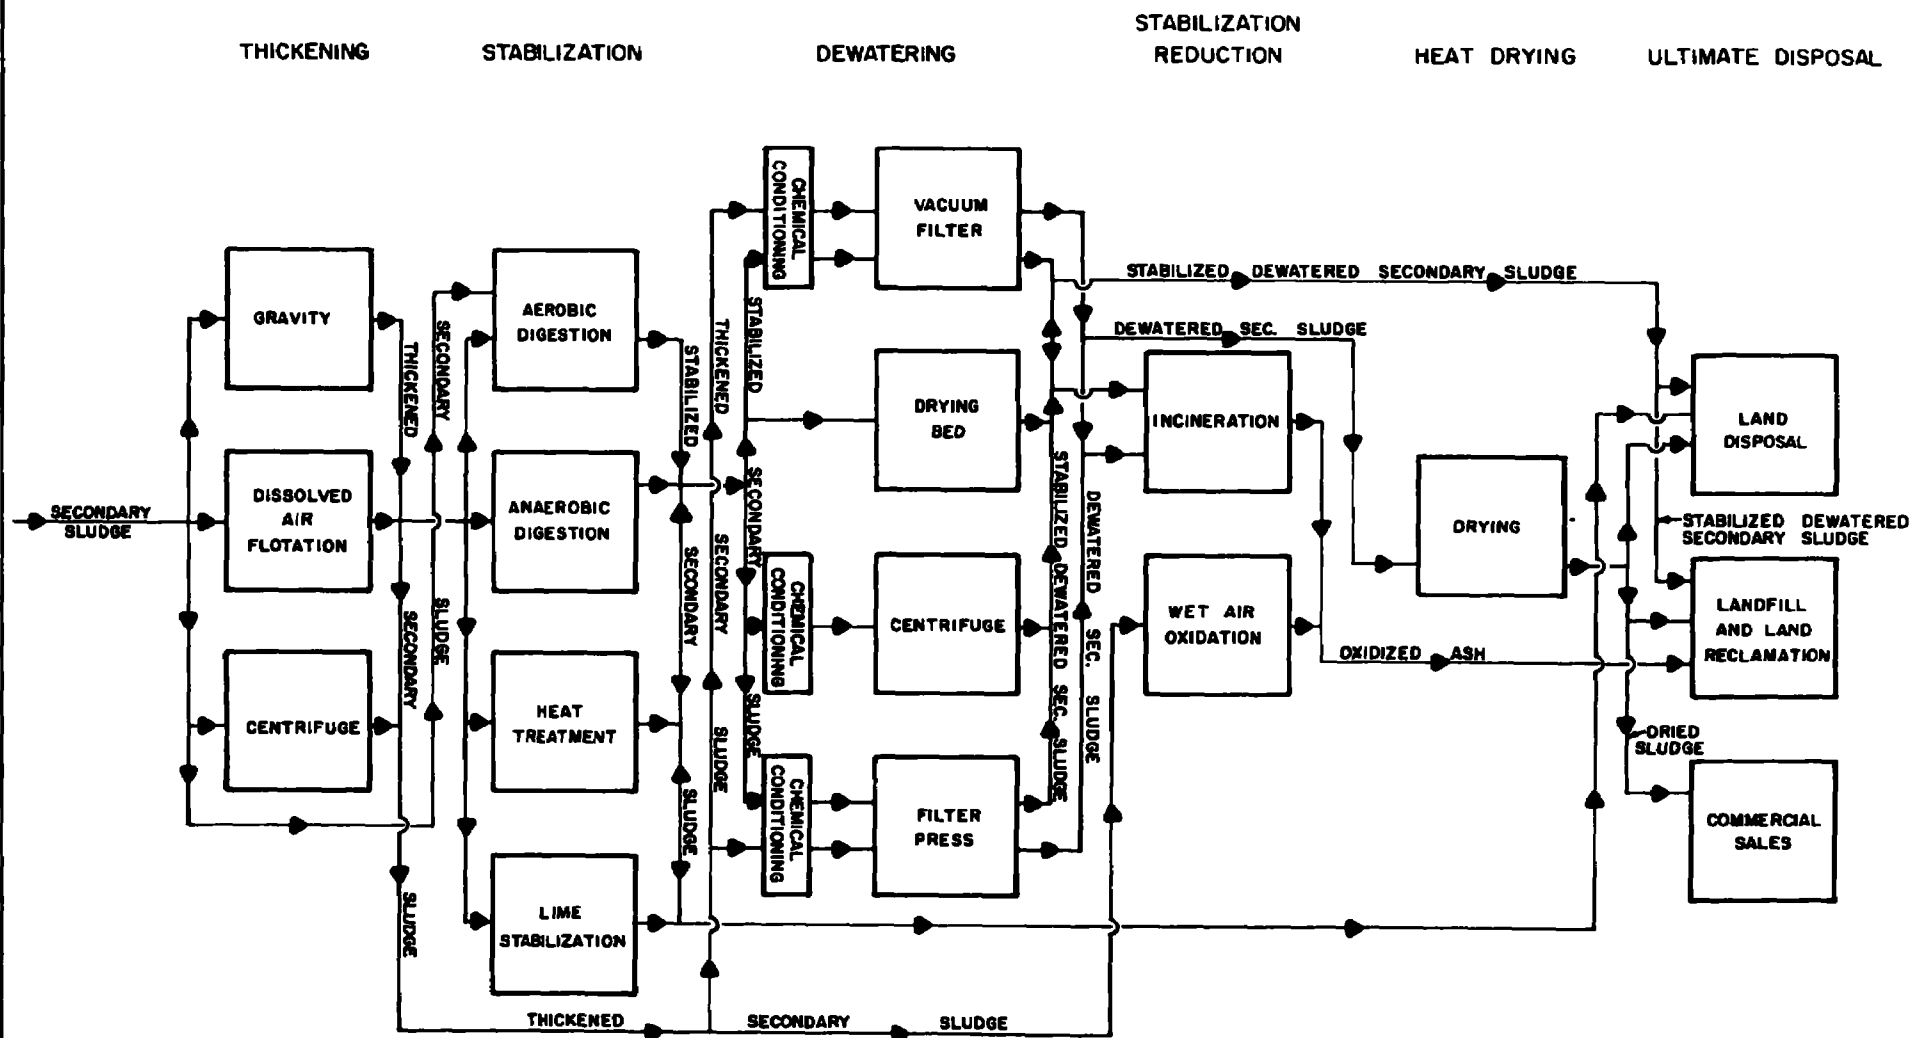 STABILIZATION
THICKENING STABILIZATION DEWATERING REDUCTION HEAT DRYING ULTIMATE DISPOSAL
CHEMICAL
CONDITIONING
VACUUM
FILTER
GRAVITY
AEROBIC
DIGESTION
STABILIZED DEWATERED SECONDARY SLUDGE
DEWATERED SEC. SLUDGE
THICKENED
SECONDARY
STABILIZED
THICKENED
STABILIZED
DRYING
BED
INCINERATION
LAND
DISPOSAL
SECONDARY
SLUDGE
DISSOLVED
AIR
FLOTATION
ANAEROBIC
DIGESTION
SECONDARY
STABILIZED DEWATERED SEC. SLUDGE
DEWATERED SEC. SLUDGE
DRYING
STABILIZED DEWATERED
SECONDARY SLUDGE
SECONDARY
SLUDGE
SECONDARY
SECONDARY
CHEMICAL
CONDITIONING
CENTRIFUGE
WET AIR
OXIDATION
LANDFILL
AND LAND
RECLAMATION
OXIDIZED ASH
CENTRIFUGE
HEAT
TREATMENT
SLUDGE
SLUDGE
SLUDGE
DRIED
SLUDGE
CHEMICAL
CONDITIONING
FILTER
PRESS
COMMERCIAL
SALES
SLUDGE
LIME
STABILIZATION
THICKENED SECONDARY SLUDGE